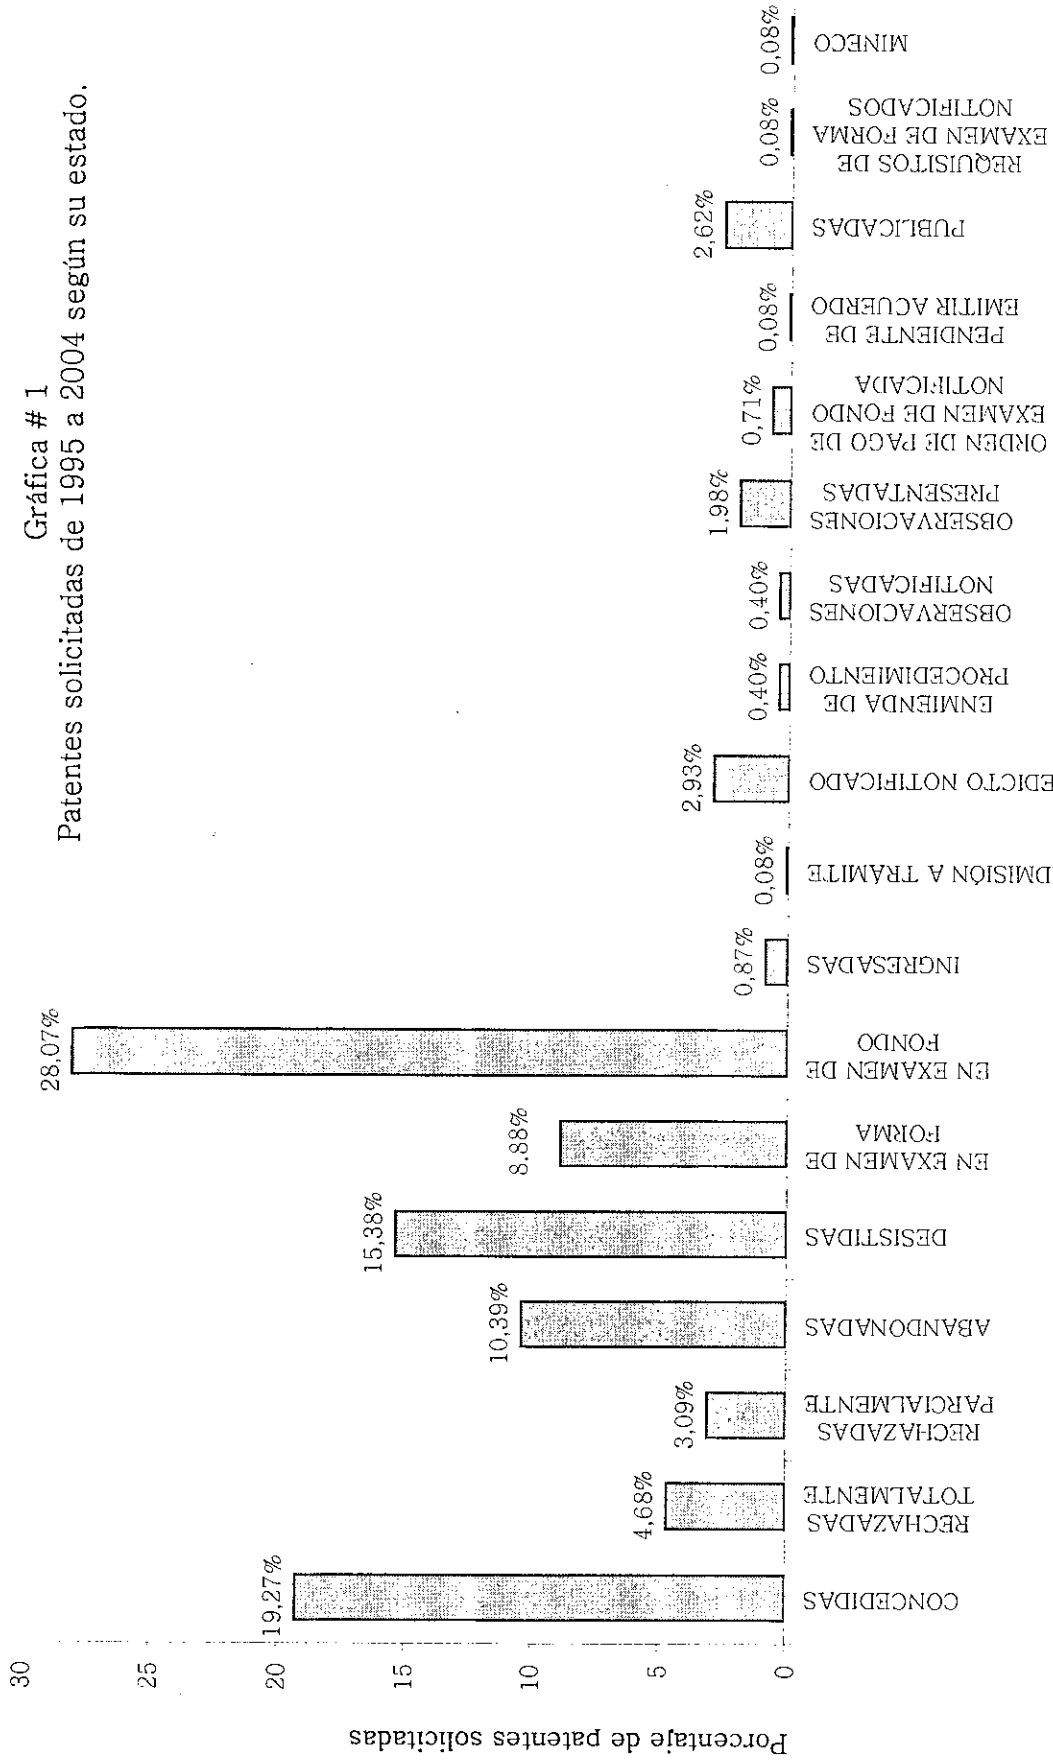 Gráfica # 1
Patentes solicitadas de 1995 a 2004 según su estado.
Porcentaje de patentes solicitadas
30
25
20
15
10
5
0
19,27%
4,68%
3,09%
10,39%
15,38%
8.88%
28.07%
0,87%
0,08%
2,93%
0,40%
0,40%
1,98%
0,71%
0,08%
2,62%
0,08%
0,08%
CONCEDIDAS
RECHAZADAS
TOTALMENTE
RECHAZADAS
PARCIALMENTE
ABANDONADAS
DESISTIDAS
EN EXAMEN DE
FORMA
EN EXAMEN DE
FONDO
INGRESADAS
DMISIÓN A TRÁMITE
EDICTO NOTIFICADO
ENMIENDA DE
PROCEDIMIENTO
OBSERVACIONES
NOTIFICADAS
OBSERVACIONES
PRESENTADAS
ORDEN DE PAGO DE
EXAMEN DE FONDO
NOTIFICADA
PENDIENTE DE
EMITIR ACUERDO
PUBLICADAS
REQUISITOS DE
EXAMEN DE FORMA
NOTIFICADOS
MINECO